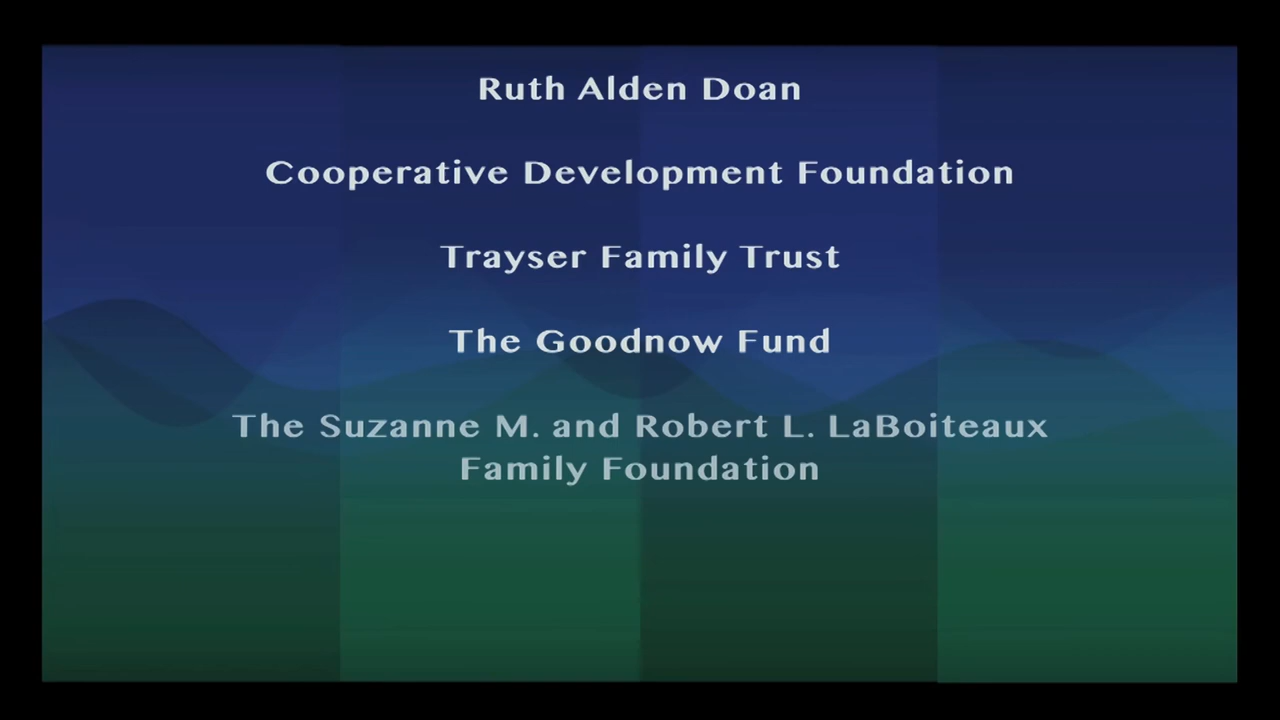 Ruth Alden Doan
Cooperative Development Foundation
Trayser Family Trust
The Goodnow Fund
The Suzanne M. and Robert L. LaBoiteaux
Family Foundation